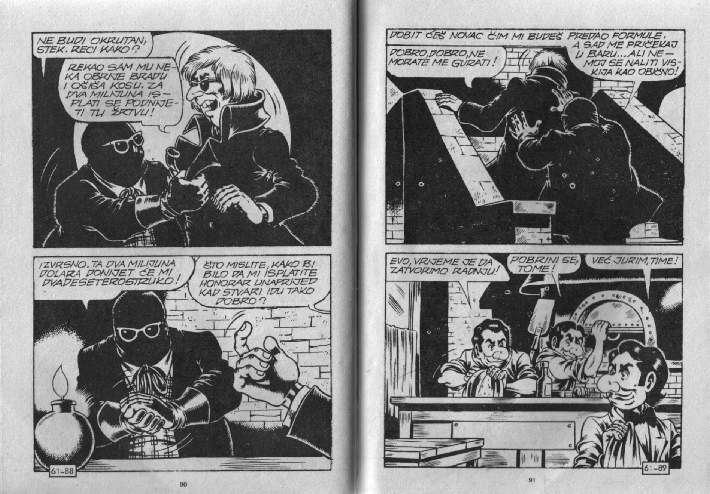 NE BUDI OKRUTAN,
STEK. RECI KAKO?
REKAO SAM MU NE-
KA OBRIJE BRADU
I OŠIŠA KOSU. ZA
DVA MILIJUNA IS-
PLATI SE PODNIJE-
TI TU ŽRTVU!
IZVRSNO, TA DVA MILIJUNA
DOLARA DONIJET ĆE MI
DVADESETEROSTRUKO!
ŠTO MISLITE, KAKO BI
BILO DA MI ISPLATITE
HONORAR UNAPRIJED
KAD STVARI IDU TAKO
DOBRO?
61-88
90
DOBIT ĆEŠ NOVAC ČIM MI BUDEŠ PREDAO FORMULE.
A SAD ME PRIČEKAJ
U BARU....ALI NE-
MOJ SE NALITI VIS-
KIJA KAO OBIČNO!
DOBRO, DOBRO, NE
MORATE ME GURATI!
EVO, VRIJEME JE DA
ZATVORIMO RADNJU!
POBRINI SE,
TOME!
VEĆ JURIM, TIME!
61-89
91